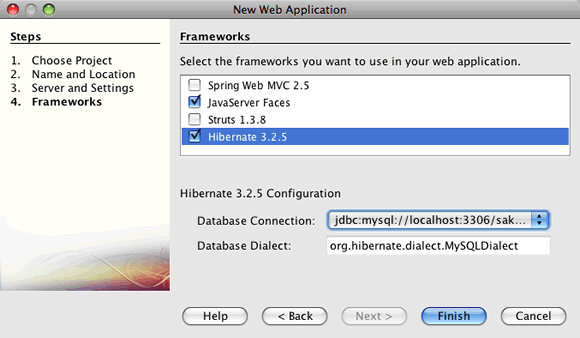 New Web Application
Steps
1. Choose Project
2. Name and Location
3. Server and Settings
4. Frameworks
Frameworks
Select the frameworks you want to use in your web application.
Spring Web MVC 2.5
JavaServer Faces
Struts 1.3.8
Hibernate 3.2.5
Hibernate 3.2.5 Configuration
Database Connection: jdbc:mysql://localhost:3306/sak...
Database Dialect: org.hibernate.dialect.MySQLDialect
Help < Back Next > Finish Cancel